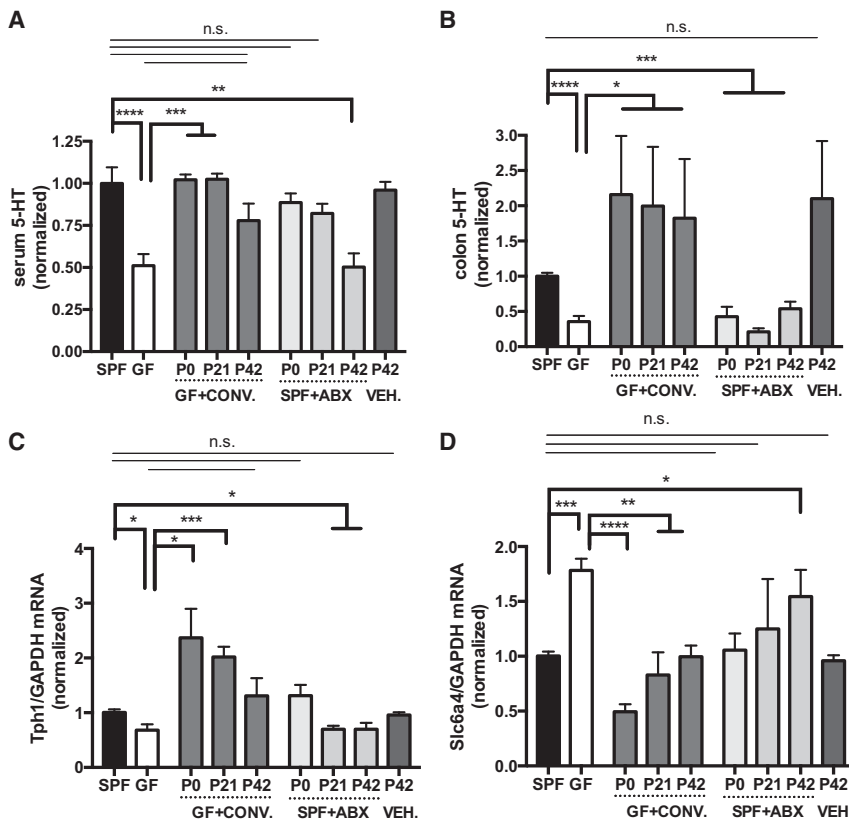 A
n.s.
**
**** ***
serum 5-HT
(normalized)
1.25
1.00
0.75
0.50
0.25
0.00
SPF GF P0 P21 P42 P0 P21 P42 P42
GF+CONV. SPF+ABX VEH.
B
n.s.
***
**** *
colon 5-HT
(normalized)
3.0
2.5
2.0
1.5
1.0
0.5
0.0
SPF GF P0 P21 P42 P0 P21 P42 P42
GF+CONV. SPF+ABX VEH.
C
n.s.
*
* ***
*
Tph1/GAPDH mRNA
(normalized)
4
3
2
1
0
SPF GF P0 P21 P42 P0 P21 P42 P42
GF+CONV. SPF+ABX VEH.
D
n.s.
*
*** **
****
Slc6a4/GAPDH mRNA
(normalized)
2.0
1.5
1.0
0.5
0.0
SPF GF P0 P21 P42 P0 P21 P42 P42
GF+CONV. SPF+ABX VEH.